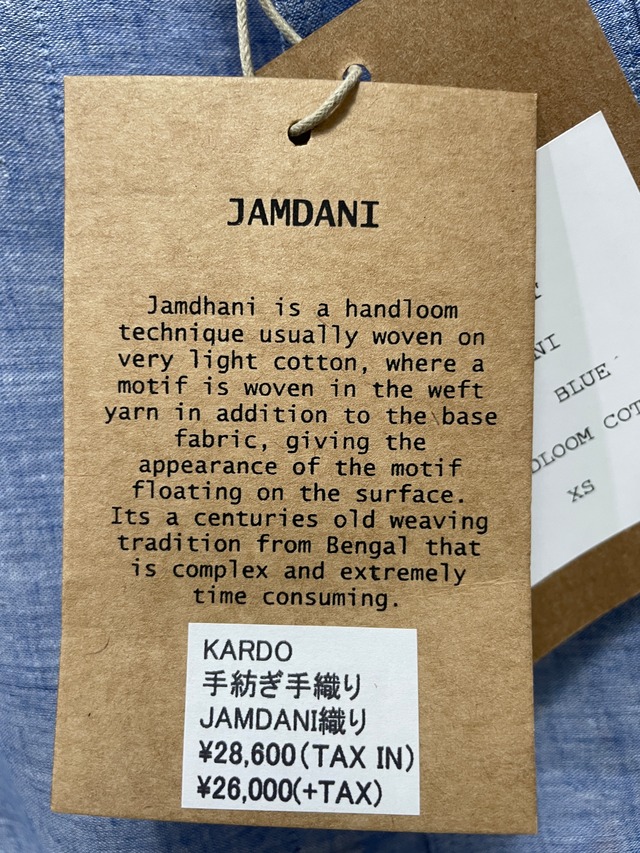 JAMDANI
Jamdhani is a handloom
technique usually woven on
very light cotton, where a
motif is woven in the weft
yarn in addition to the base
fabric, giving the
appearance of the motif
floating on the surface.
Its a centuries old weaving
tradition from Bengal that
is complex and extremely
time consuming.
KARDO
手紡ぎ手織り
JAMDANI織り
¥28,600(TAX IN)
¥26,000(+TAX)
BLUE
XS